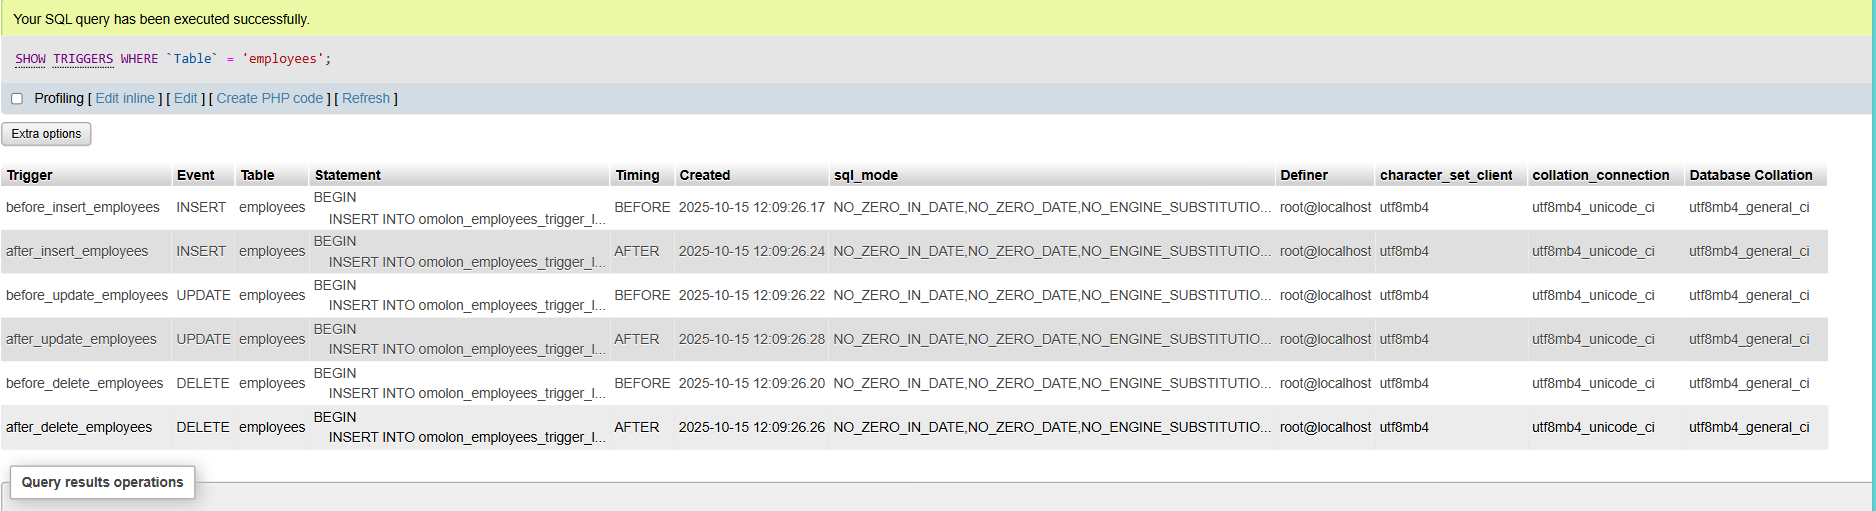 Your SQL query has been executed successfully.
SHOW TRIGGERS WHERE `Table` = 'employees';
Profiling [ Edit inline ] [ Edit ] [ Create PHP code ] [ Refresh ]
Extra options
Trigger Event Table Statement Timing Created sql_mode Definer character_set_client collation_connection Database Collation
before_insert_employees INSERT employees BEGIN
INSERT INTO omolon_employees_trigger_l... BEFORE 2025-10-15 12:09:26.17 NO_ZERO_IN_DATE,NO_ZERO_DATE,NO_ENGINE_SUBSTITUTIO... root@localhost utf8mb4 utf8mb4_unicode_ci utf8mb4_general_ci
after_insert_employees INSERT employees BEGIN
INSERT INTO omolon_employees_trigger_l... AFTER 2025-10-15 12:09:26.24 NO_ZERO_IN_DATE,NO_ZERO_DATE,NO_ENGINE_SUBSTITUTIO... root@localhost utf8mb4 utf8mb4_unicode_ci utf8mb4_general_ci
before_update_employees UPDATE employees BEGIN
INSERT INTO omolon_employees_trigger_l... BEFORE 2025-10-15 12:09:26.22 NO_ZERO_IN_DATE,NO_ZERO_DATE,NO_ENGINE_SUBSTITUTIO... root@localhost utf8mb4 utf8mb4_unicode_ci utf8mb4_general_ci
after_update_employees UPDATE employees BEGIN
INSERT INTO omolon_employees_trigger_l... AFTER 2025-10-15 12:09:26.28 NO_ZERO_IN_DATE,NO_ZERO_DATE,NO_ENGINE_SUBSTITUTIO... root@localhost utf8mb4 utf8mb4_unicode_ci utf8mb4_general_ci
before_delete_employees DELETE employees BEGIN
INSERT INTO omolon_employees_trigger_l... BEFORE 2025-10-15 12:09:26.20 NO_ZERO_IN_DATE,NO_ZERO_DATE,NO_ENGINE_SUBSTITUTIO... root@localhost utf8mb4 utf8mb4_unicode_ci utf8mb4_general_ci
after_delete_employees DELETE employees BEGIN
INSERT INTO omolon_employees_trigger_l... AFTER 2025-10-15 12:09:26.26 NO_ZERO_IN_DATE,NO_ZERO_DATE,NO_ENGINE_SUBSTITUTIO... root@localhost utf8mb4 utf8mb4_unicode_ci utf8mb4_general_ci
Query results operations